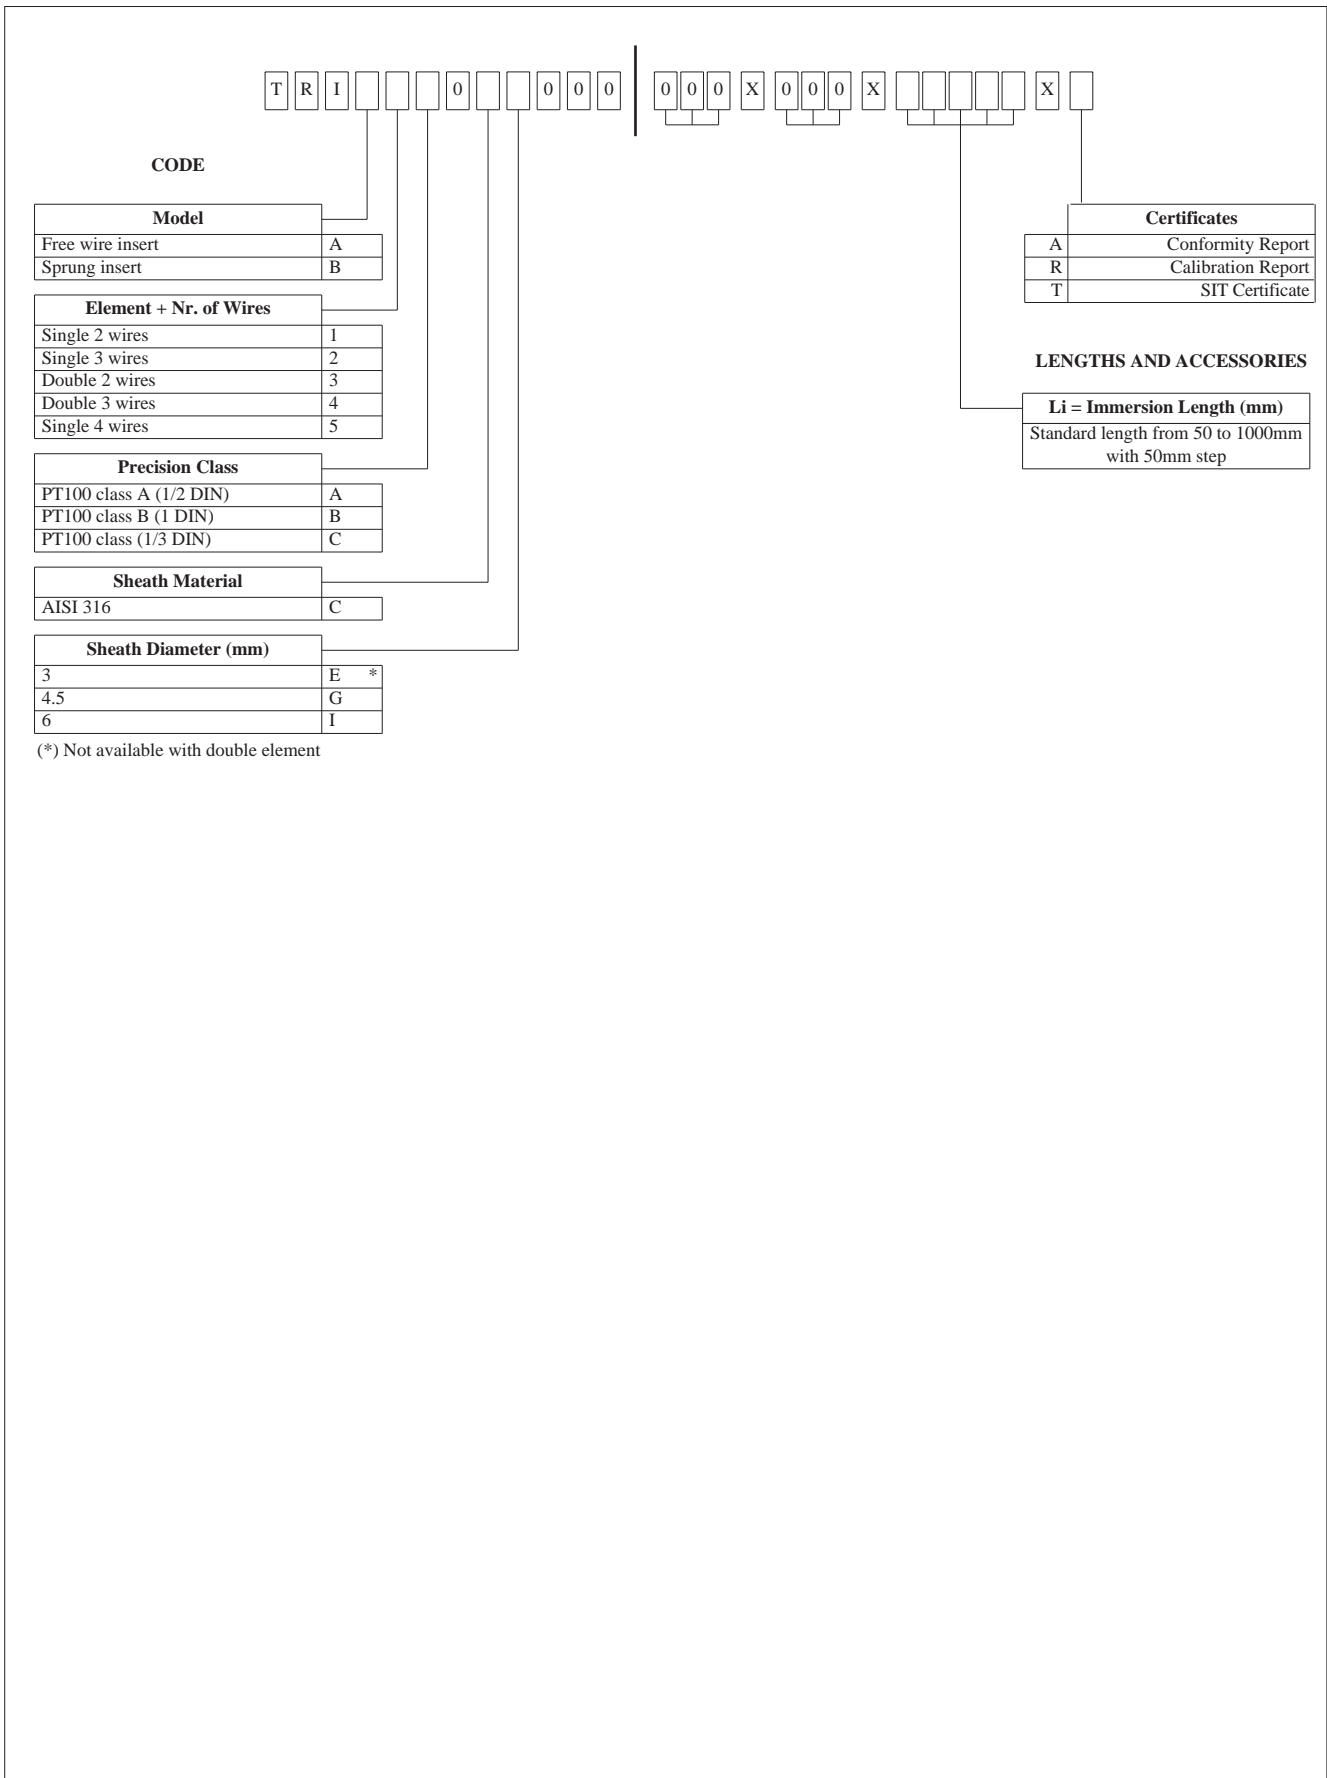 T R I 0 0 0 0 0 0 0 X 0 0 0 X X
CODE
Model
Free wire insert A
Sprung insert B
Element + Nr. of Wires
Single 2 wires 1
Single 3 wires 2
Double 2 wires 3
Double 3 wires 4
Single 4 wires 5
Precision Class
PT100 class A (1/2 DIN) A
PT100 class B (1 DIN) B
PT100 class (1/3 DIN) C
Sheath Material
AISI 316 C
Sheath Diameter (mm)
3 E *
4.5 G
6 I
(*) Not available with double element
Certificates
A Conformity Report
R Calibration Report
T SIT Certificate
LENGTHS AND ACCESSORIES
Li = Immersion Length (mm)
Standard length from 50 to 1000mm
with 50mm step